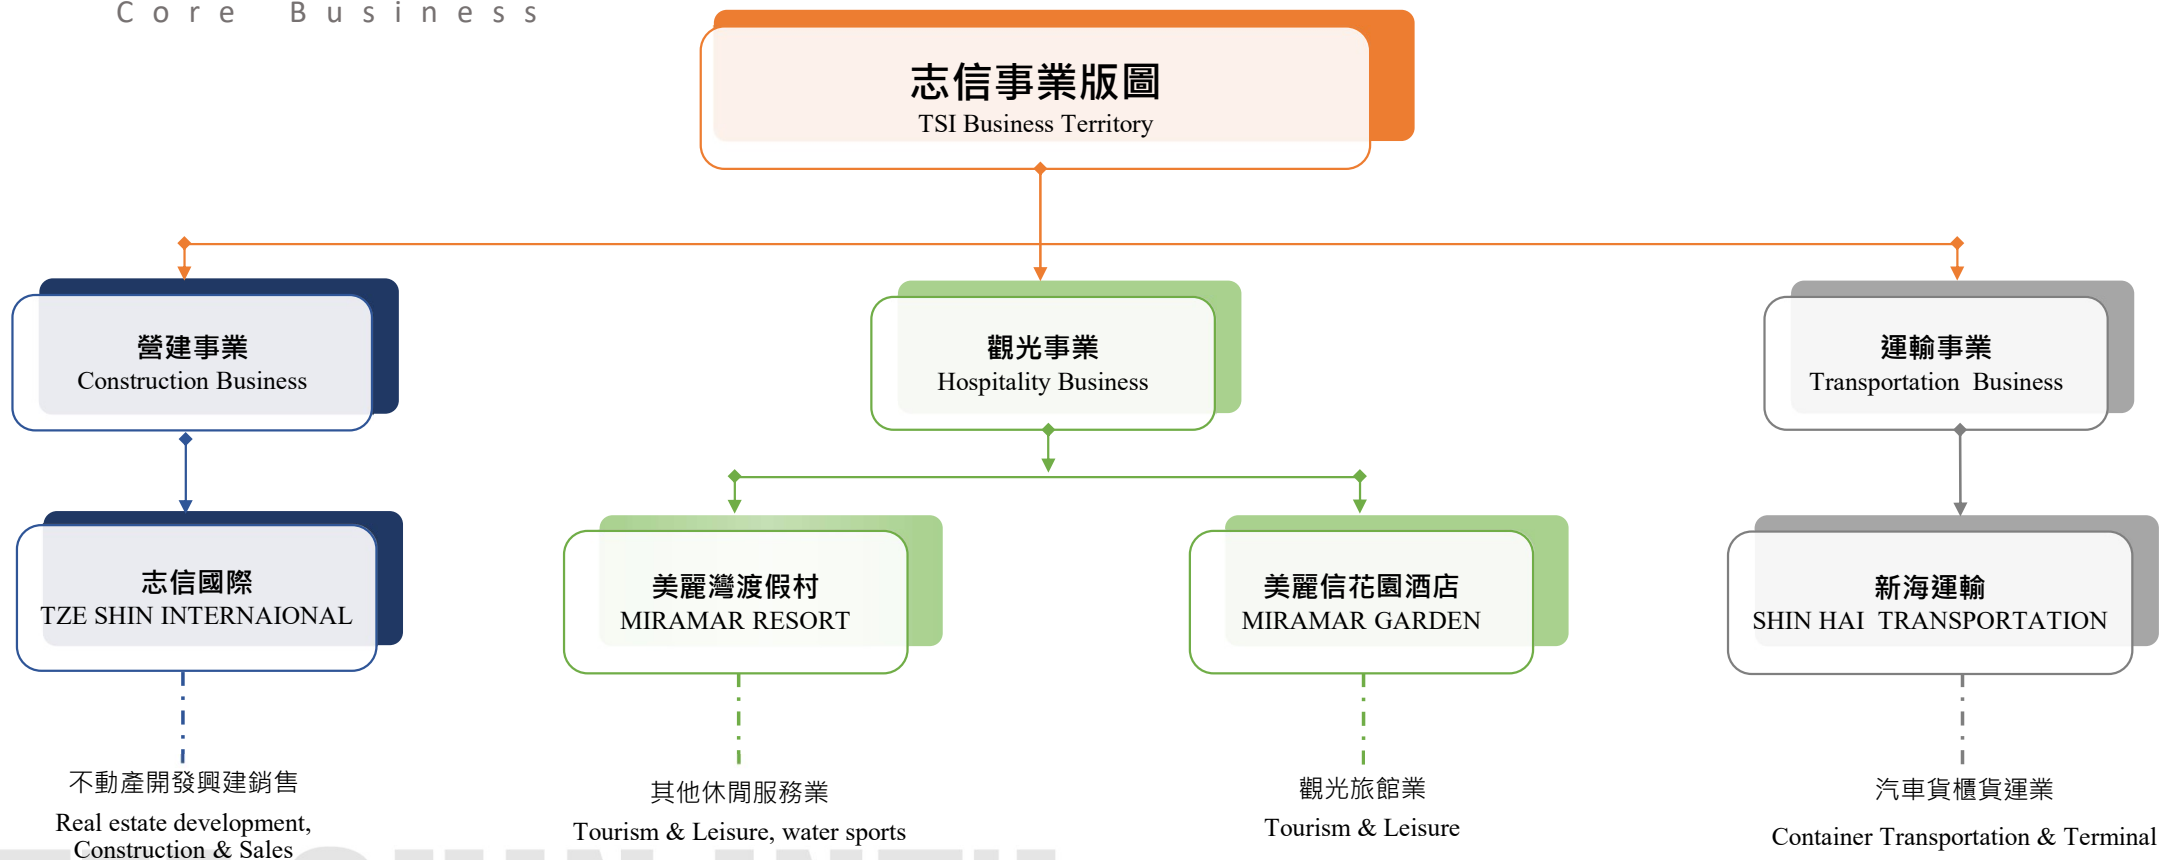 Core Business
志信事業版圖
TSI Business Territory
營建事業
Construction Business
觀光事業
Hospitality Business
運輸事業
Transportation Business
志信國際
TZE SHIN INTERNAIONAL
美麗灣渡假村
MIRAMAR RESORT
美麗信花園酒店
MIRAMAR GARDEN
新海運輸
SHIN HAI TRANSPORTATION
不動產開發興建銷售
Real estate development,
Construction & Sales
其他休閒服務業
Tourism & Leisure, water sports
觀光旅館業
Tourism & Leisure
汽車貨櫃貨運業
Container Transportation & Terminal